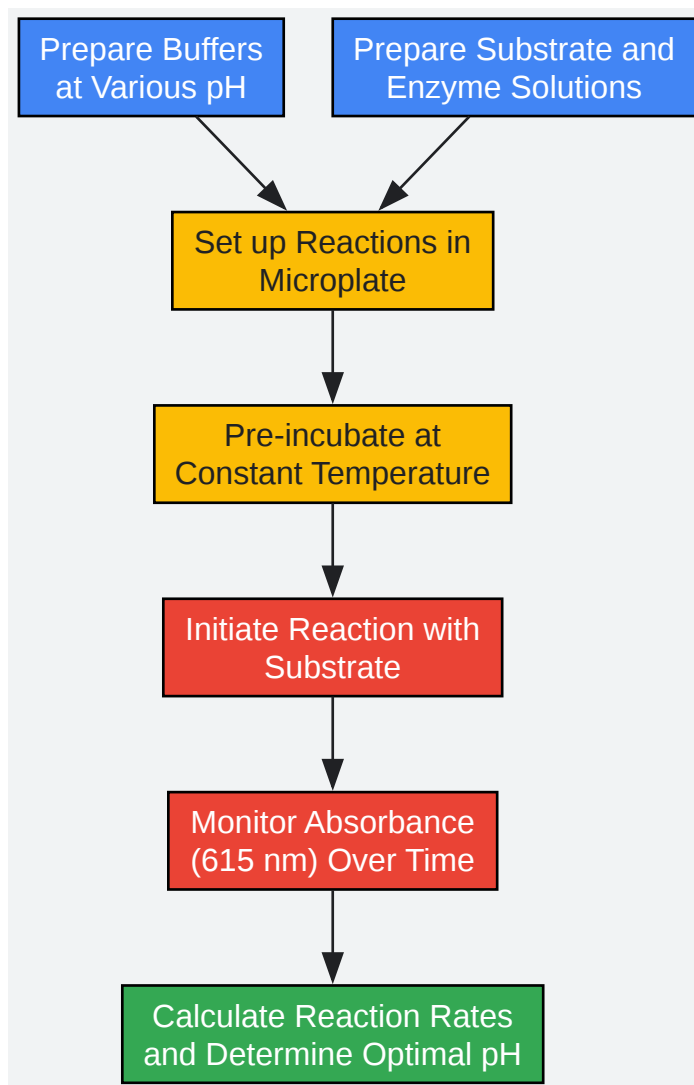 Prepare Buffers
at Various pH
Prepare Substrate and
Enzyme Solutions
Set up Reactions in
Microplate
Pre-incubate at
Constant Temperature
Initiate Reaction with
Substrate
Monitor Absorbance
(615 nm) Over Time
Calculate Reaction Rates
and Determine Optimal pH